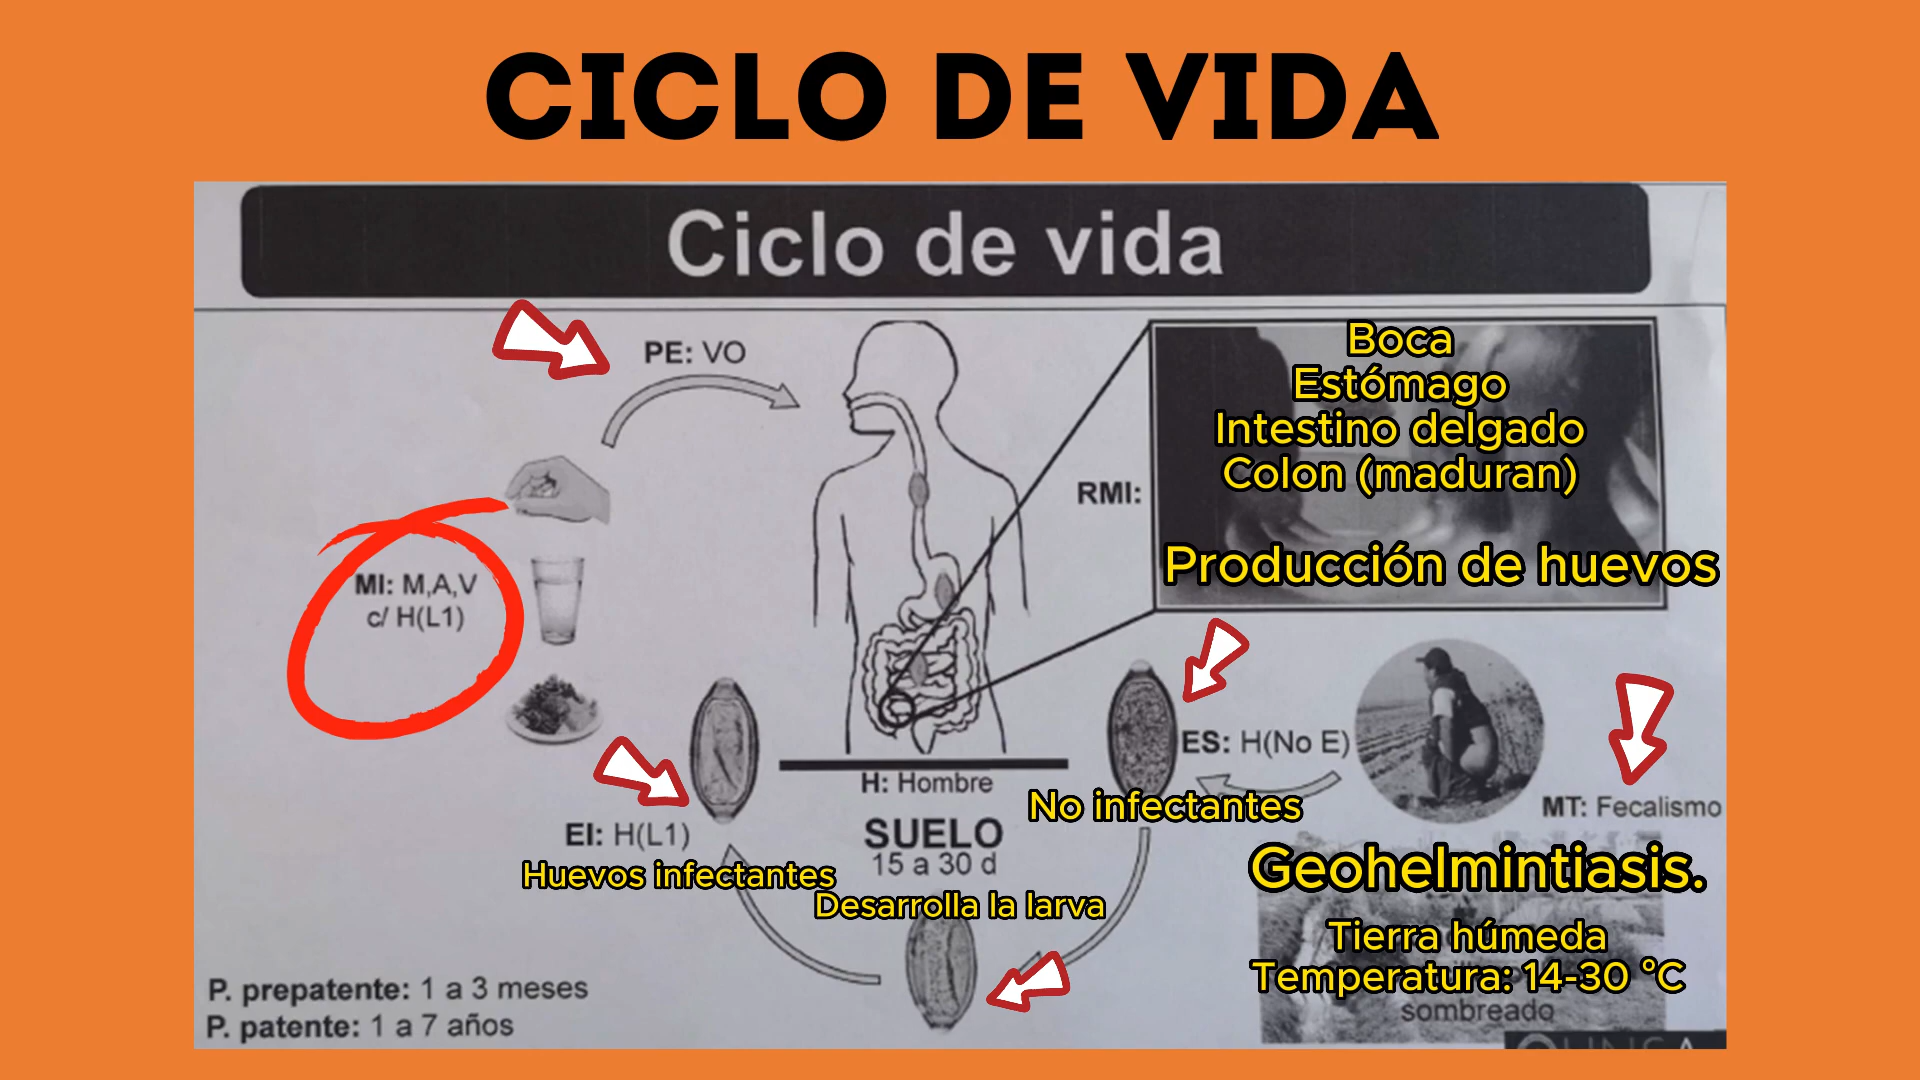 CICLO DE VIDA
Ciclo de vida
PE: VO
Boca
Estómago
Intestino delgado
Colon (maduran)
RMI:
Producción de huevos
MI: M,A,V
c/ H(L1)
ES: H(No E)
H: Hombre
No infectantes
MT: Fecalismo
EI: H(L1)
SUELO
15 a 30 d
Huevos infectantes
Desarrolla la larva
Geohelmintiasis.
Tierra húmeda
Temperatura: 14-30 °C
sombreado
P. prepatente: 1 a 3 meses
P. patente: 1 a 7 años